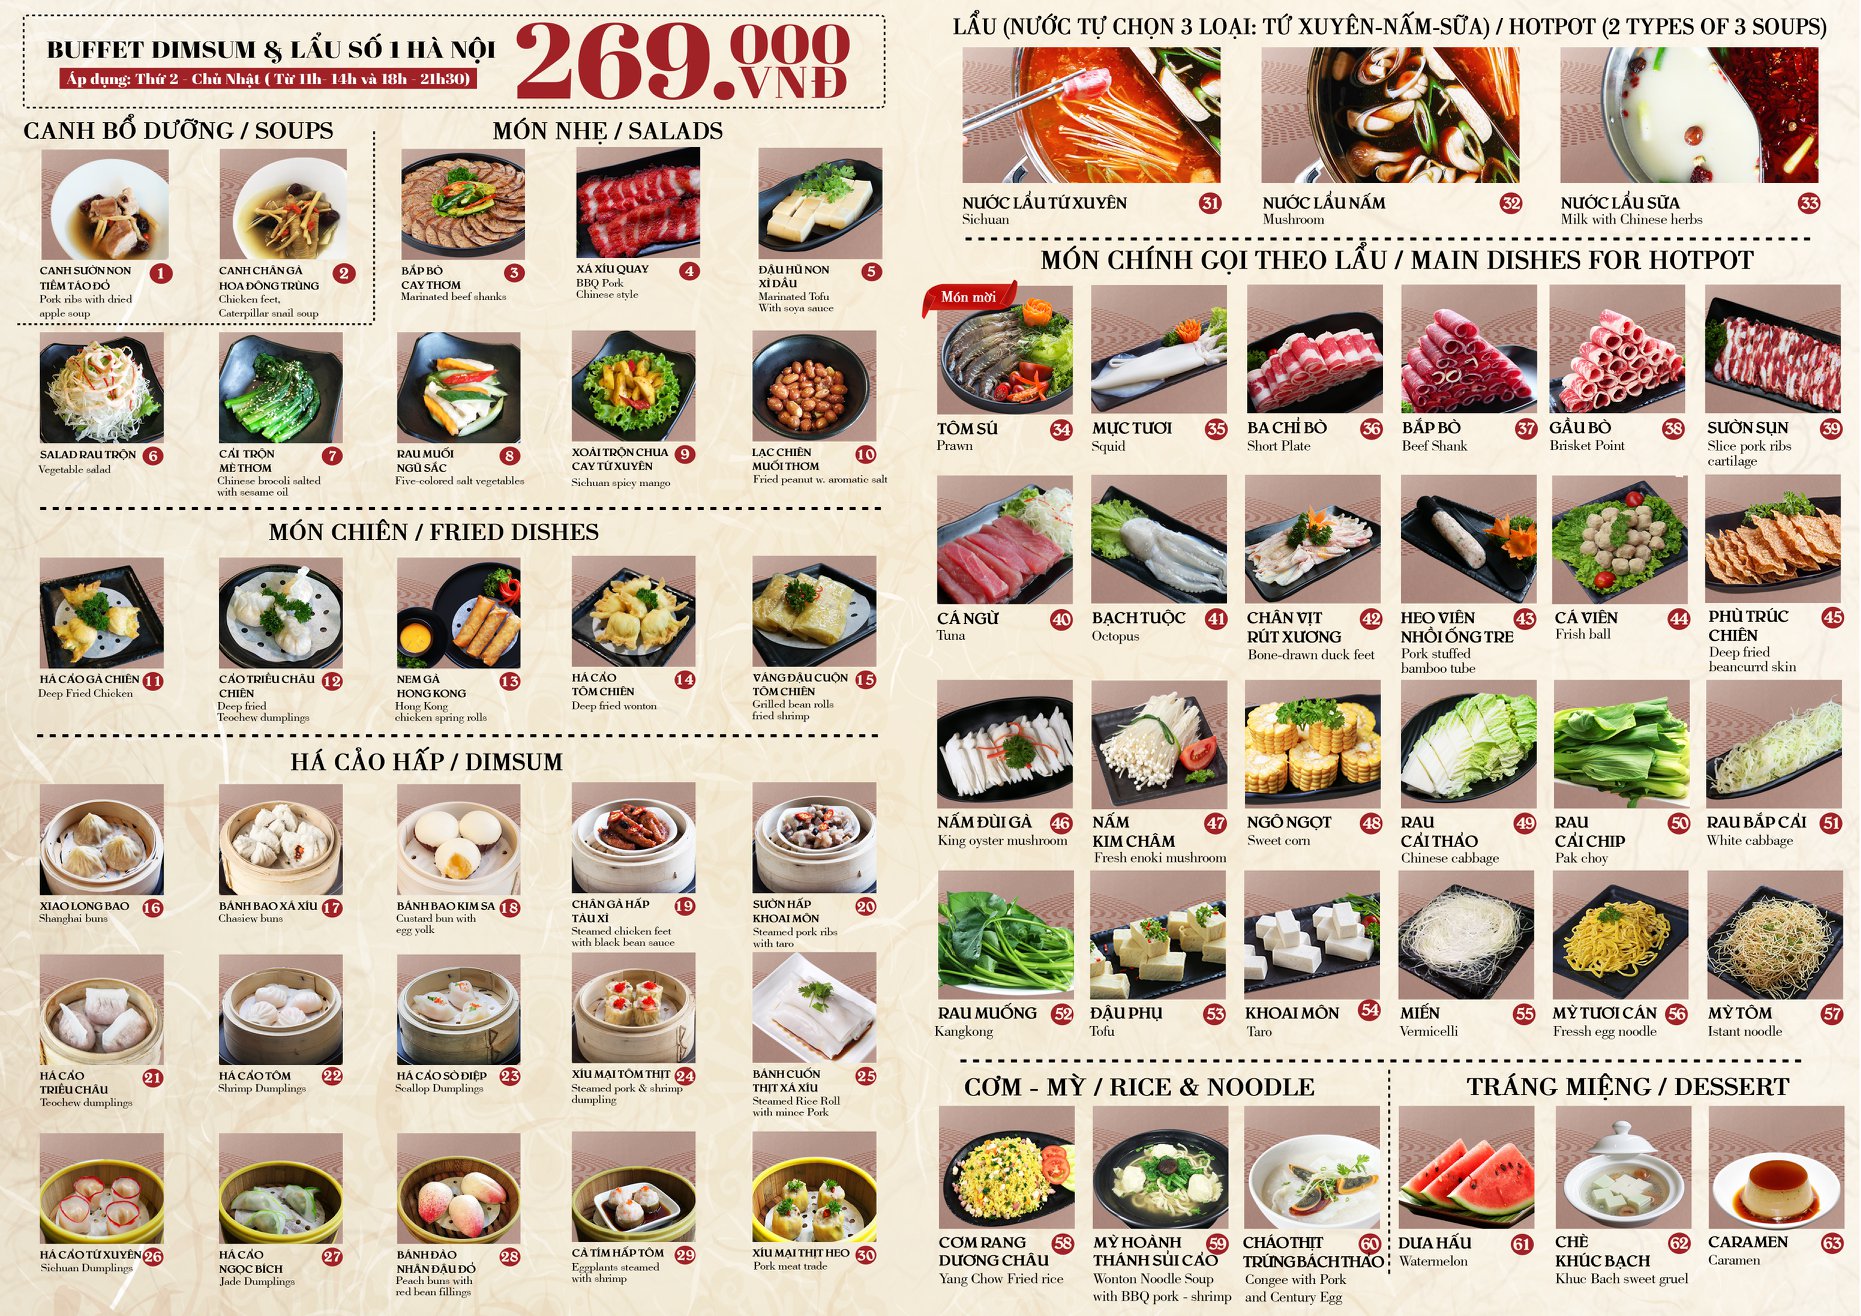 BUFFET DIMSUM & LẨU SỐ 1 HÀ NỘI
Áp dụng: Thứ 2 - Chủ Nhật ( Từ 11h- 14h và 18h - 21h30)
269.000 VNĐ
CANH BỔ DƯỠNG / SOUPS
CANH SƯỜN NON
TIỀM TÁO ĐỎ
1
Pork ribs with dried
apple soup
CANH CHÂN GÀ
HOA ĐÔNG TRÙNG
2
Chicken feet,
Caterpillar snail soup
MÓN NHẸ / SALADS
BẮP BÒ
CAY THƠM
3
Marinated beef shanks
XÁ XÍU QUAY
4
BBQ Pork
Chinese style
ĐẬU HŨ NON
XÌ DẦU
5
Marinated Tofu
With soya sauce
SALAD RAU TRỘN
6
Vegetable salad
CẢI TRỘN
MÈ THƠM
7
Chinese brocoli salted
with sesame oil
RAU MUỐI
NGŨ SẮC
8
Five-colored salt vegetables
XOÀI TRỘN CHUA
CAY TỨ XUYÊN
9
Sichuan spicy mango
LẠC CHIÊN
MUỐI THƠM
10
Fried peanut w. aromatic salt
MÓN CHIÊN / FRIED DISHES
HÁ CẢO GÀ CHIÊN
11
Deep Fried Chicken
CẢO TRIỀU CHÂU
CHIÊN
12
Deep fried
Teochew dumplings
NEM GÀ
HONG KONG
13
Hong Kong
chicken spring rolls
HÁ CẢO
TÔM CHIÊN
14
Deep fried wonton
VÁNG ĐẬU CUỘN
TÔM CHIÊN
15
Grilled bean rolls
fried shrimp
HÁ CẢO HẤP / DIMSUM
XIAO LONG BAO
16
Shanghai buns
BÁNH BAO XÁ XÍU
17
Chasiew buns
BÁNH BAO KIM SA
18
Custard bun with
egg yolk
CHÂN GÀ HẤP
TÀU XÌ
19
Steamed chicken feet
with black bean sauce
SƯỜN HẤP
KHOAI MÔN
20
Steamed pork ribs
with taro
HÁ CẢO
TRIỀU CHÂU
21
Teochew dumplings
HÁ CẢO TÔM
22
Shrimp Dumplings
HÁ CẢO SÒ ĐIỆP
23
Scallop Dumplings
XÍU MẠI TÔM THỊT
24
Steamed pork & shrimp
dumpling
BÁNH CUỐN
THỊT XÁ XÍU
25
Steamed Rice Roll
with mince Pork
HÁ CẢO TỨ XUYÊN
26
Sichuan Dumplings
HÁ CẢO
NGỌC BÍCH
27
Jade Dumplings
BÁNH ĐÀO
NHÂN ĐẬU ĐỎ
28
Peach buns with
red bean fillings
CÀ TÍM HẤP TÔM
29
Eggplants steamed
with shrimp
XÍU MẠI THỊT HEO
30
Pork meat trade
LẨU (NƯỚC TỰ CHỌN 3 LOẠI: TỨ XUYÊN-NẤM-SỮA) / HOTPOT (2 TYPES OF 3 SOUPS)
NƯỚC LẨU TỨ XUYÊN
31
Sichuan
NƯỚC LẨU NẤM
32
Mushroom
NƯỚC LẨU SỮA
33
Milk with Chinese herbs
MÓN CHÍNH GỌI THEO LẨU / MAIN DISHES FOR HOTPOT
Món mới
TÔM SÚ
34
Prawn
MỰC TƯƠI
35
Squid
BA CHỈ BÒ
36
Short Plate
BẮP BÒ
37
Beef Shank
GẦU BÒ
38
Brisket Point
SƯỜN SỤN
39
Slice pork ribs
cartilage
CÁ NGỪ
40
Tuna
BẠCH TUỘC
41
Octopus
CHÂN VỊT
RÚT XƯƠNG
42
Bone-drawn duck feet
HEO VIÊN
NHỒI ỐNG TRE
43
Pork stuffed
bamboo tube
CÁ VIÊN
44
Frish ball
PHÙ TRÚC
CHIÊN
45
Deep fried
beancurrd skin
NẤM ĐÙI GÀ
46
King oyster mushroom
NẤM
KIM CHÂM
47
Fresh enoki mushroom
NGÔ NGỌT
48
Sweet corn
RAU
CẢI THẢO
49
Chinese cabbage
RAU
CẢI CHIP
50
Pak choy
RAU BẮP CẢI
51
White cabbage
RAU MUỐNG
52
Kangkong
ĐẬU PHỤ
53
Tofu
KHOAI MÔN
54
Taro
MIẾN
55
Vermicelli
MỲ TƯƠI CÁN
56
Fressh egg noodle
MỲ TÔM
57
Istant noodle
CƠM - MỲ / RICE & NOODLE
CƠM RANG
DƯƠNG CHÂU
58
Yang Chow Fried rice
MỲ HOÀNH
THÁNH SỦI CẢO
59
Wonton Noodle Soup
with BBQ pork - shrimp
CHÁO THỊT
TRỨNG BÁCH THẢO
60
Congee with Pork
and Century Egg
TRÁNG MIỆNG / DESSERT
DƯA HẤU
61
Watermelon
CHÈ
KHÚC BẠCH
62
Khuc Bach sweet gruel
CARAMEN
63
Caramen